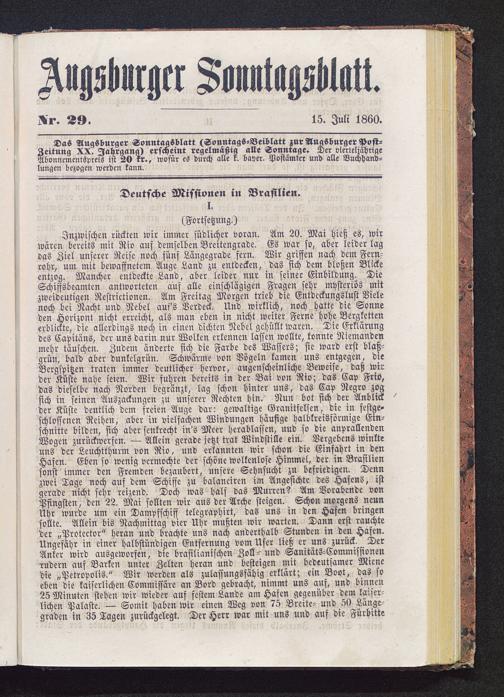 Augsburger Sonntagsblatt.
Nr. 29.
15. Juli 1860.
Das Augsburger Sonntagsblatt (Sonntags-Beiblatt zur Augsburger Post-
Zeitung XX. Jahrgang) erscheint regelmäßig alle Sonntage. Der vierteljährige
Abonnementspreis ist 20 kr., wofür es durch alle k. bayer. Postämter und alle Buchhand-
lungen bezogen werden kann.
Deutsche Missionen in Brasilien.
I.
(Fortsetzung.)
Inzwischen rückten wir immer südlicher voran. Am 20. Mai hieß es, wir
wären bereits mit Rio auf demselben Breitengrade. Es war so, aber leider lag
das Ziel unserer Reise noch fünf Längegrade fern. Wir griffen nach dem Fern-
rohr, um mit bewaffnetem Auge Land zu entdecken, das sich dem bloßen Blicke
entzog. Mancher entdeckte Land, aber leider nur in seiner Einbildung. Die
Schiffsbeamten antworteten auf alle einschlägigen Fragen sehr mysteriös mit
zweideutigen Restrictionen. Am Freitag Morgen trieb die Entdeckungslust Viele
noch bei Nacht und Nebel auf's Verdeck. Und wirklich, noch hatte die Sonne
den Horizont nicht erreicht, als man eben in nicht weiter Ferne hohe Bergketten
erblickte, die allerdings noch in einen dichten Nebel gehüllt waren. Die Erklärung
des Capitäns, der uns darin nur Wolken erkennen lassen wollte, konnte Niemanden
mehr täuschen. Zudem änderte sich die Farbe des Wassers; sie ward erst blaß-
grün, bald aber dunkelgrün. Schwärme von Vögeln kamen uns entgegen, die
Bergspitzen traten immer deutlicher hervor, augenscheinliche Beweise, daß wir
der Küste nahe seien. Wir fuhren bereits in der Bai von Rio; das Cap Frio,
das dieselbe nach Norden begränzt, lag schon hinter uns, das Cap Negro zog
sich in seinen Auszackungen zu unserer Rechten hin. Nun bot sich der Anblick
der Küste deutlich dem freien Auge dar: gewaltige Granitfelsen, die in festge-
schlossenen Reihen, aber in vielfachen Windungen häufige halbkreisförmige Ein-
schnitte bilden, sich aber senkrecht in's Meer herablassen, und so die anprallenden
Wogen zurückwerfen. — Allein gerade jetzt trat Windstille ein. Vergebens winkte
uns der Leuchtthurm von Rio, und erkannten wir schon die Einfahrt in den
Hafen. Eben so wenig vermochte der schöne wolkenlose Himmel, der in Brasilien
sonst immer den Fremden bezaubert, unsere Sehnsucht zu befriedigen. Denn
zwei Tage noch auf dem Schiffe zu balanciren im Angesichte des Hafens, ist
gerade nicht sehr reizend. Doch was half das Murren? Am Vorabende von
Pfingsten, den 22. Mai sollten wir aus der Arche steigen. Schon morgens neun
Uhr wurde um ein Dampfschiff telegraphirt, das uns in den Hafen bringen
sollte. Allein bis Nachmittag vier Uhr mußten wir warten. Dann erst rauchte
der „Protector“ heran und brachte uns nach anderthalb Stunden in den Hafen.
Ungefähr in einer halbstündigen Entfernung vom User ließ er uns zurück. Der
Anker wird ausgeworfen, die brasilianischen Zoll- und Sanitäts-Commissionen
rudern auf Barken unter Zelten heran und besteigen mit bedeutsamer Miene
die „Petropolis.“ Wir werden als zulassungsfähig erklärt; ein Boot, das so
eben die kaiserlichen Commissäre an Bord gebracht, nimmt uns auf, und binnen
25 Minuten stehen wir wieder auf festem Lande am Hafen gegenüber dem kaiser-
lichen Palaste. — Somit haben wir einen Weg von 75 Breite- und 50 Länge-
graden in 35 Tagen zurückgelegt. Der Herr war mit uns und auf die Fürbitte